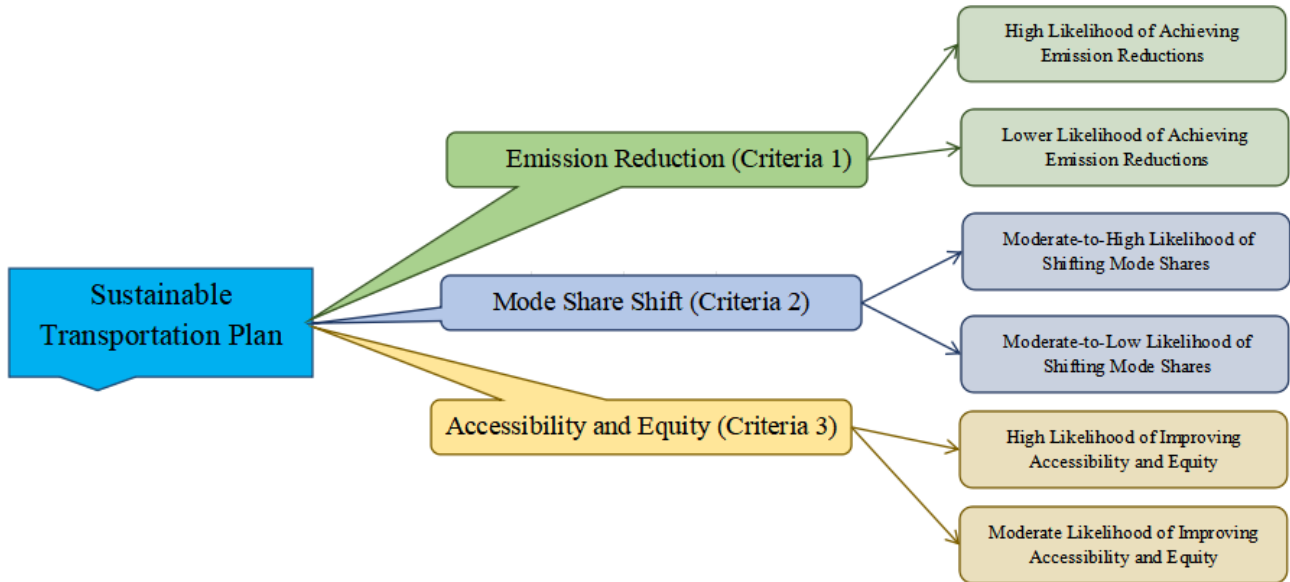 Sustainable
Transportation Plan
Emission Reduction (Criteria 1)
High Likelihood of Achieving
Emission Reductions
Lower Likelihood of Achieving
Emission Reductions
Mode Share Shift (Criteria 2)
Moderate-to-High Likelihood of
Shifting Mode Shares
Moderate-to-Low Likelihood of
Shifting Mode Shares
Accessibility and Equity (Criteria 3)
High Likelihood of Improving
Accessibility and Equity
Moderate Likelihood of Improving
Accessibility and Equity